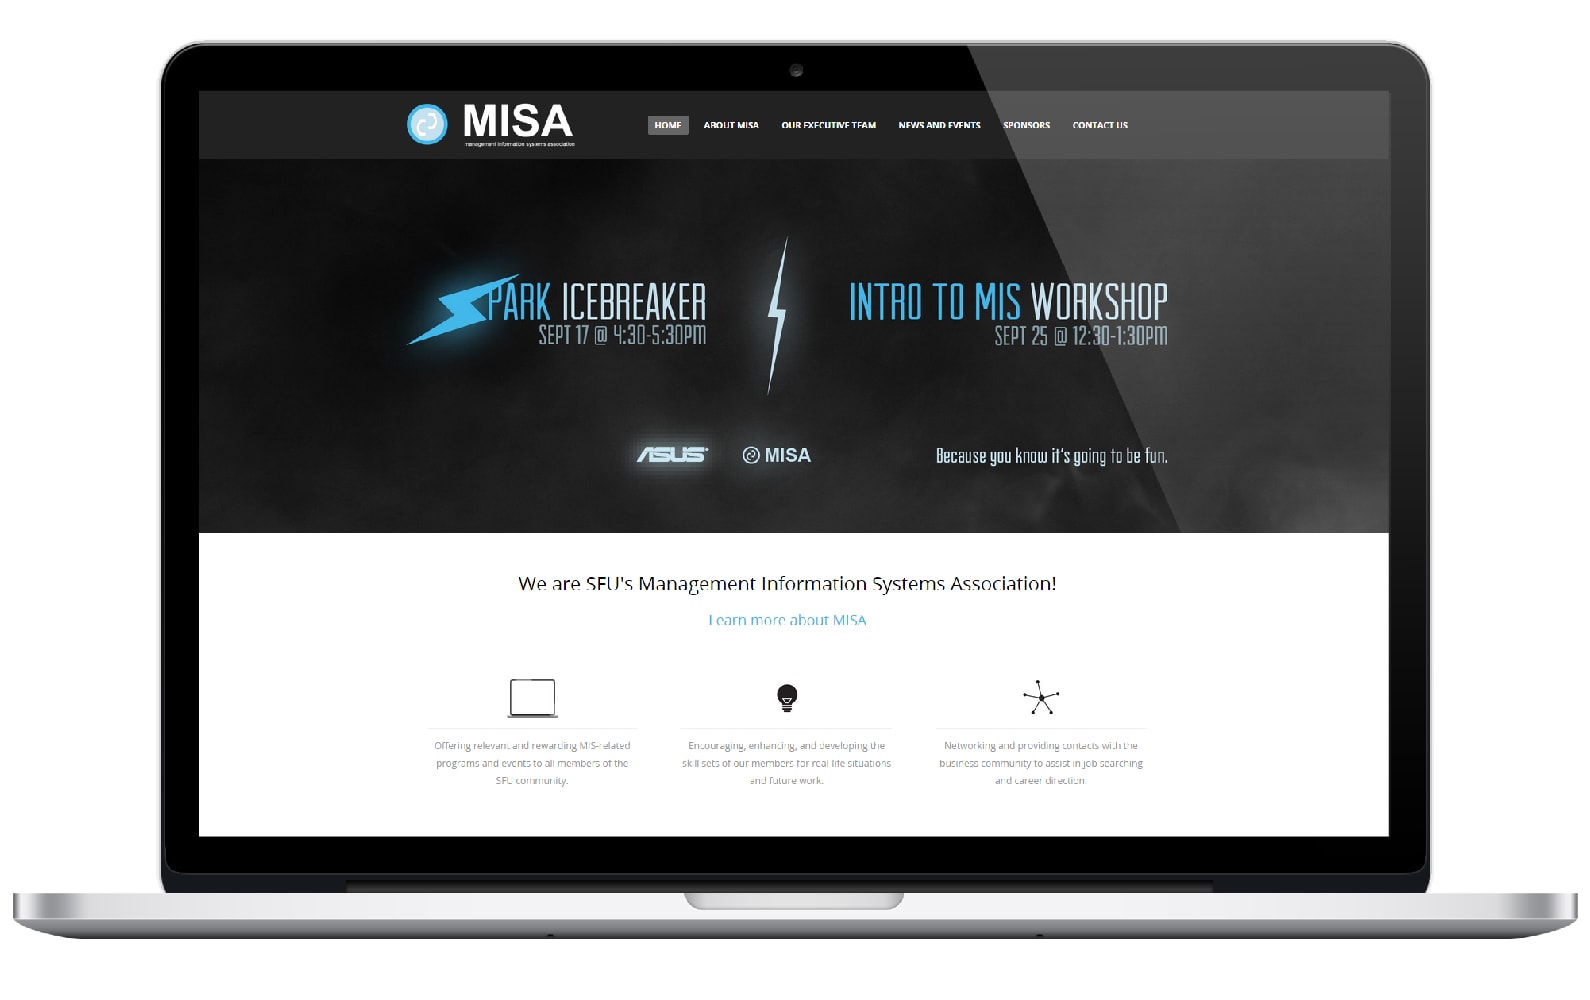 MISA
management information systems association
HOME ABOUT MISA OUR EXECUTIVE TEAM NEWS AND EVENTS SPONSORS CONTACT US
SPARK ICEBREAKER
SEPT 17 @ 4:30-5:30PM
INTRO TO MIS WORKSHOP
SEPT 25 @ 12:30-1:30PM
ASUS MISA
Because you know it's going to be fun.
We are SFU's Management Information Systems Association!
Learn more about MISA
Offering relevant and rewarding MIS-related
programs and events to all members of the
SFU community.
Encouraging, enhancing, and developing the
skill sets of our members for real life situations
and future work.
Networking and providing contacts with the
business community to assist in job searching
and career direction.